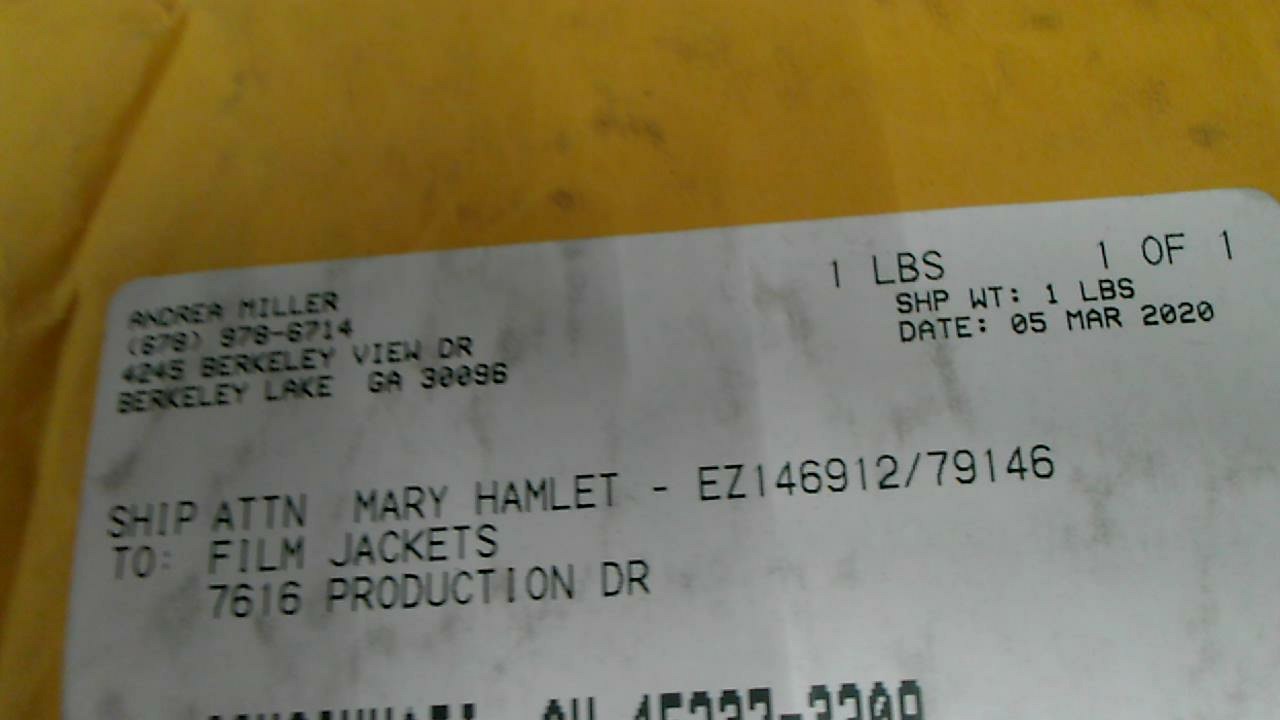 ANDREA MILLER
(678) 978-6714
4245 BERKELEY VIEW DR
BERKELEY LAKE GA 30096
1 LBS 1 OF 1
SHP WT: 1 LBS
DATE: 05 MAR 2020
SHIP ATTN MARY HAMLET - EZ146912/79146
TO: FILM JACKETS
7616 PRODUCTION DR